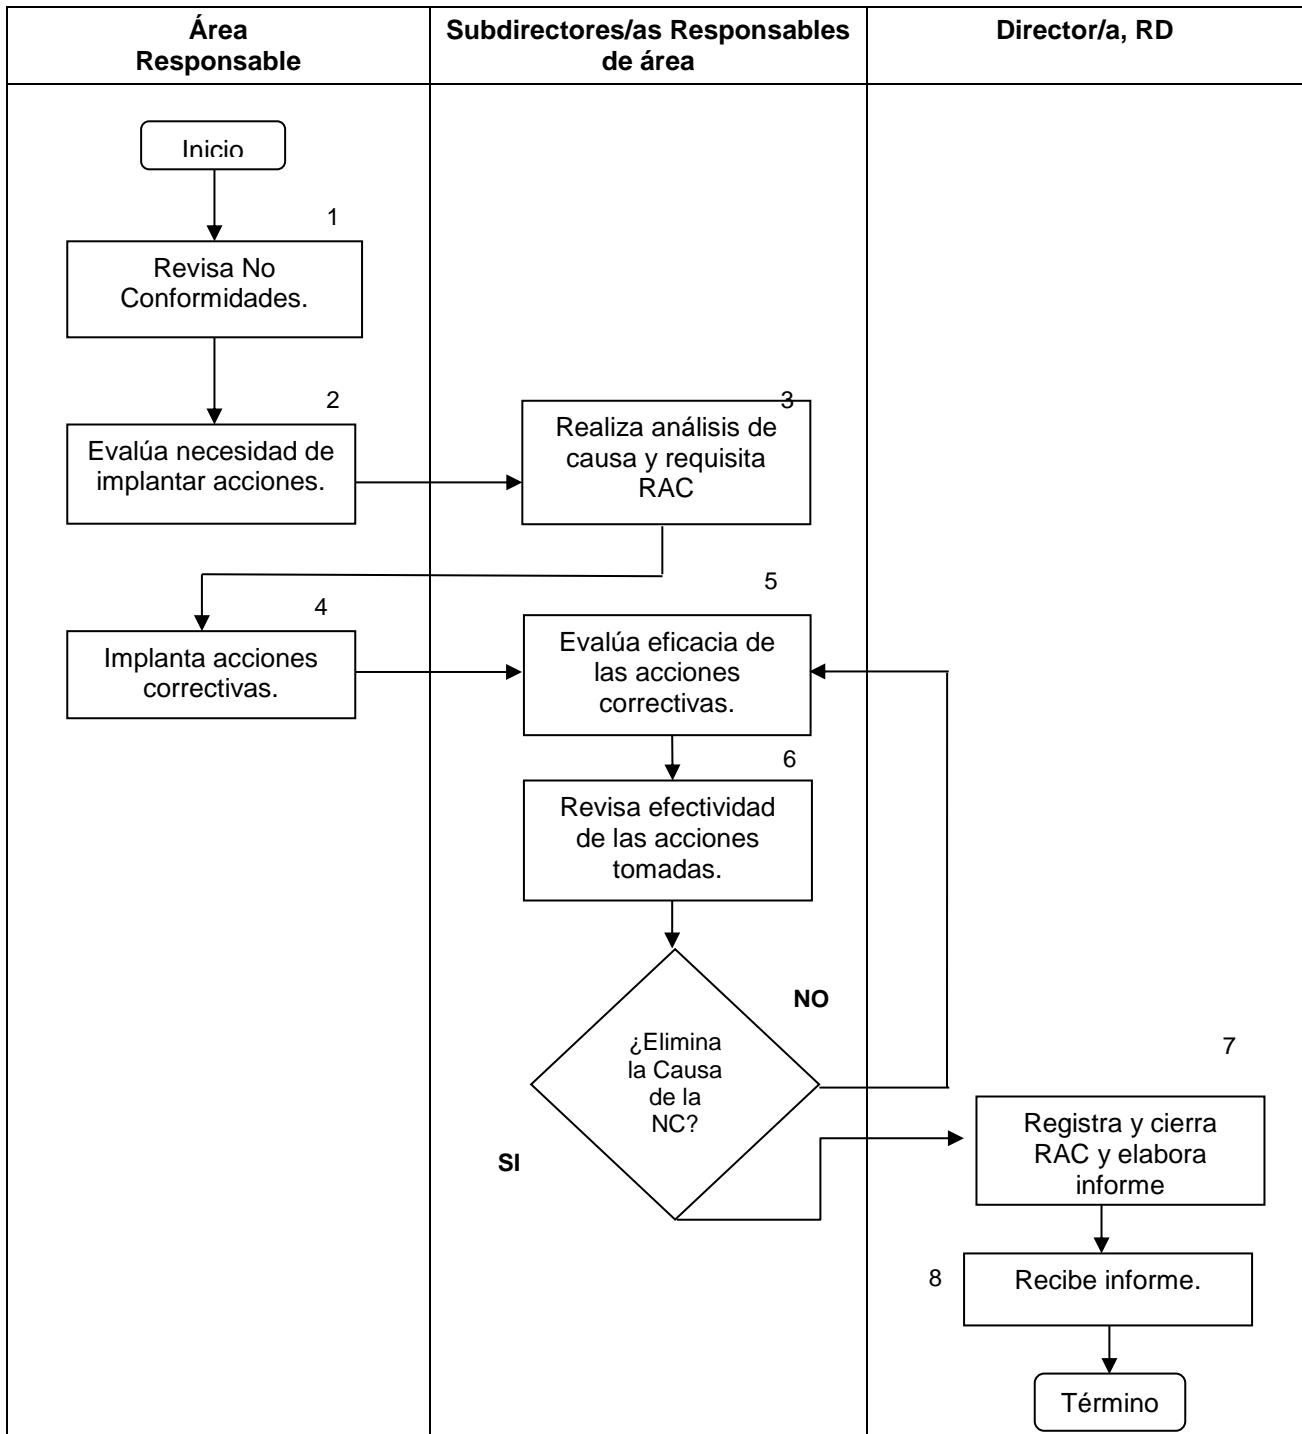 Área
Responsable
Subdirectores/as Responsables
de área
Director/a, RD
Inicio
1
Revisa No
Conformidades.
2
Evalúa necesidad de
implantar acciones.
3
Realiza análisis de
causa y requisita
RAC
4
Implanta acciones
correctivas.
5
Evalúa eficacia de
las acciones
correctivas.
6
Revisa efectividad
de las acciones
tomadas.
¿Elimina
la Causa
de la
NC?
NO
SI
7
Registra y cierra
RAC y elabora
informe
8
Recibe informe.
Término